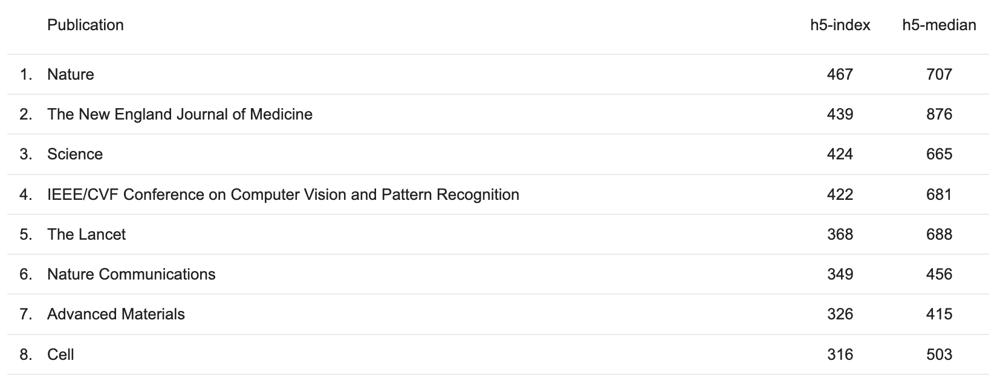 Publication h5-index h5-median
1. Nature 467 707
2. The New England Journal of Medicine 439 876
3. Science 424 665
4. IEEE/CVF Conference on Computer Vision and Pattern Recognition 422 681
5. The Lancet 368 688
6. Nature Communications 349 456
7. Advanced Materials 326 415
8. Cell 316 503